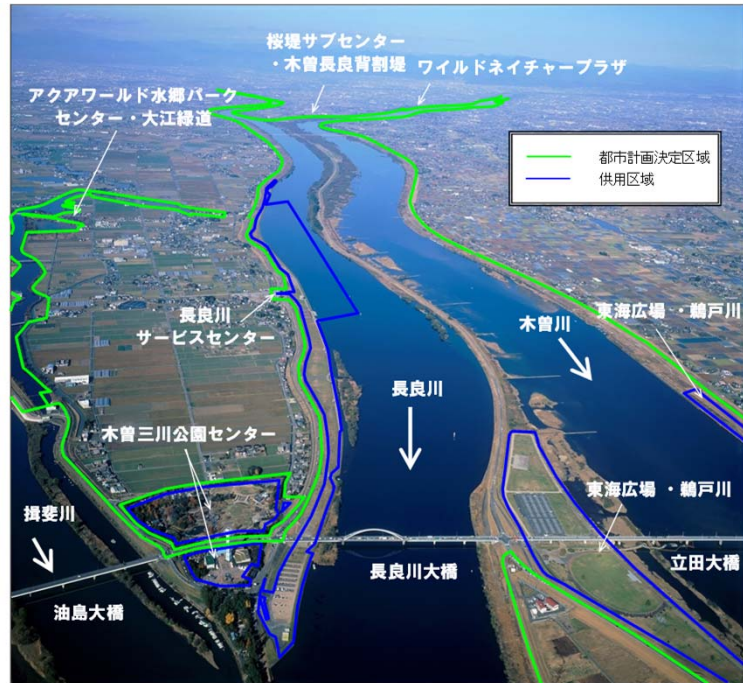 桜堤サブセンター
・木曽長良背割堤
ワイルドネイチャープラザ
アクアワールド水郷パーク
センター・大江緑道
都市計画決定区域
供用区域
長良川
サービスセンター
東海広場 ・鵜戸川
木曽川
長良川
木曽三川公園センター
揖斐川
東海広場 ・鵜戸川
長良川大橋
立田大橋
油島大橋